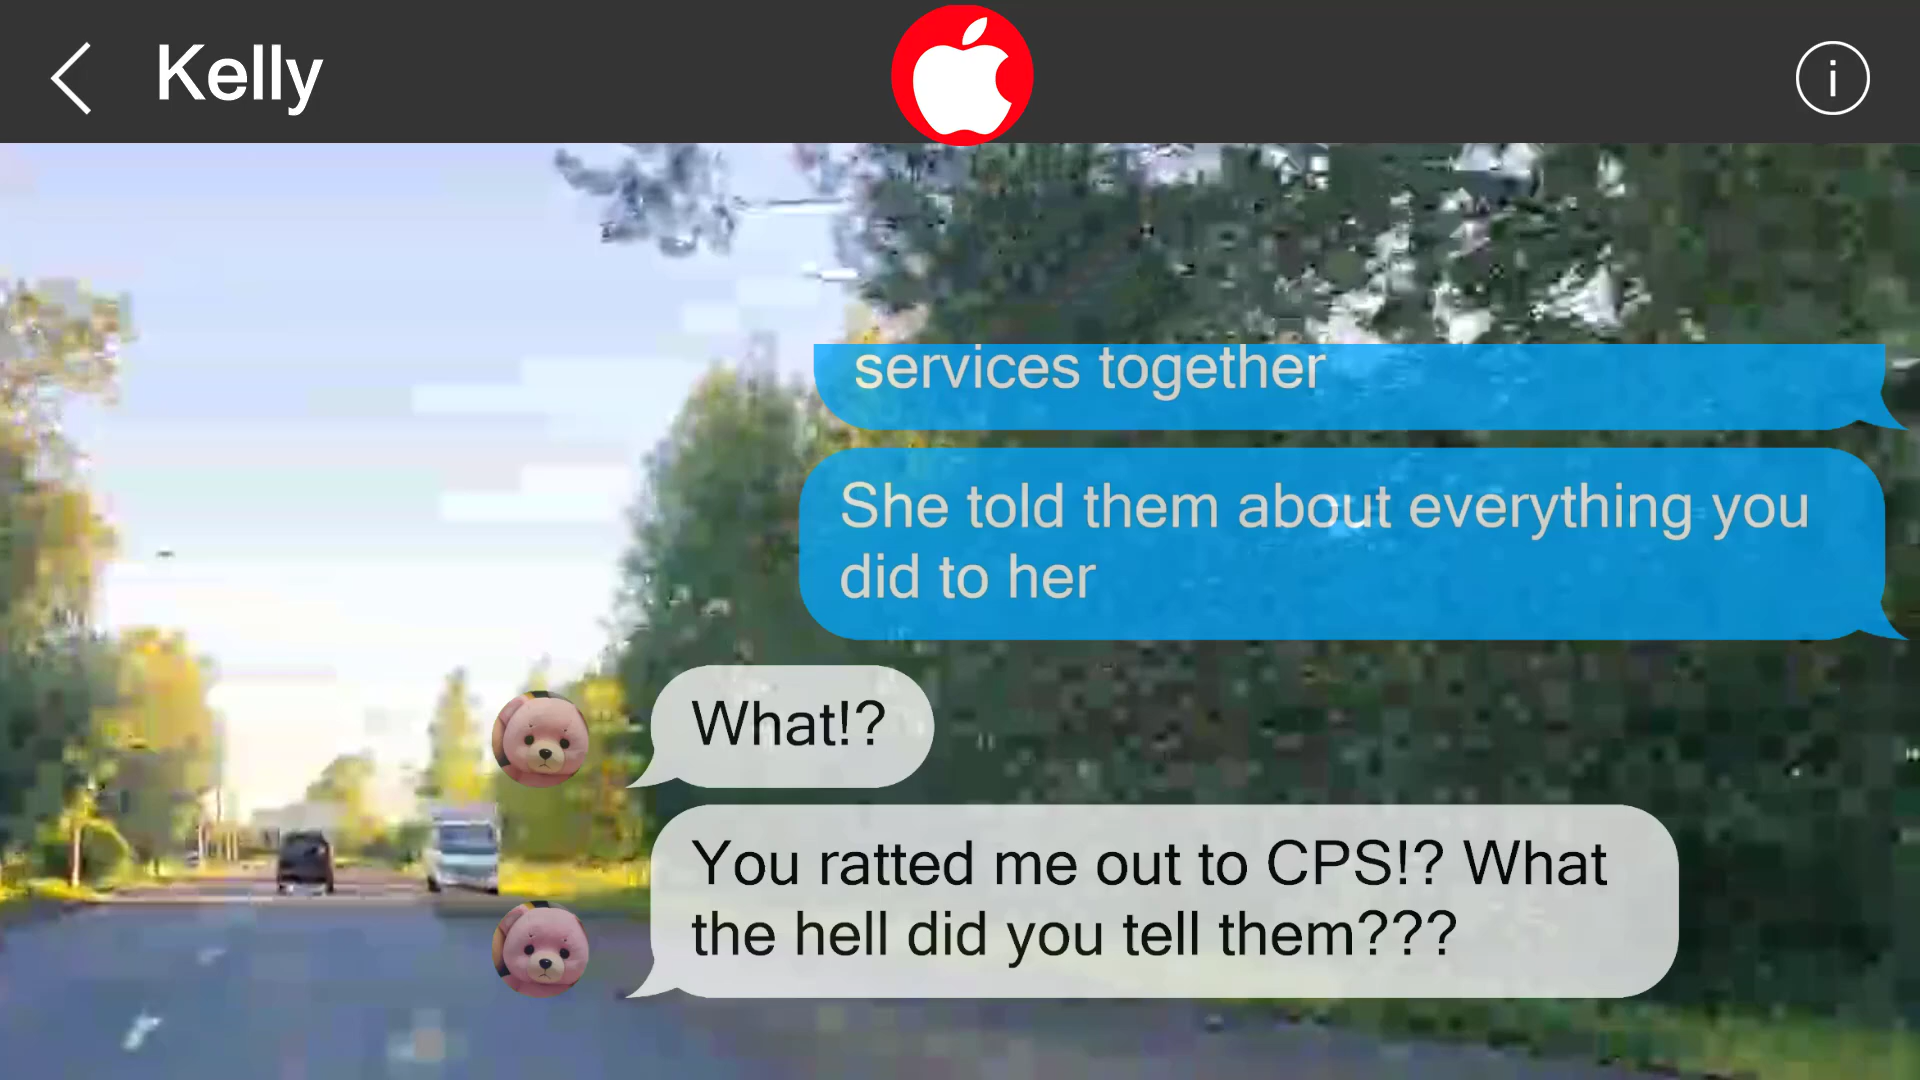 Kelly
services together
She told them about everything you
did to her
What!?
You ratted me out to CPS!? What
the hell did you tell them???